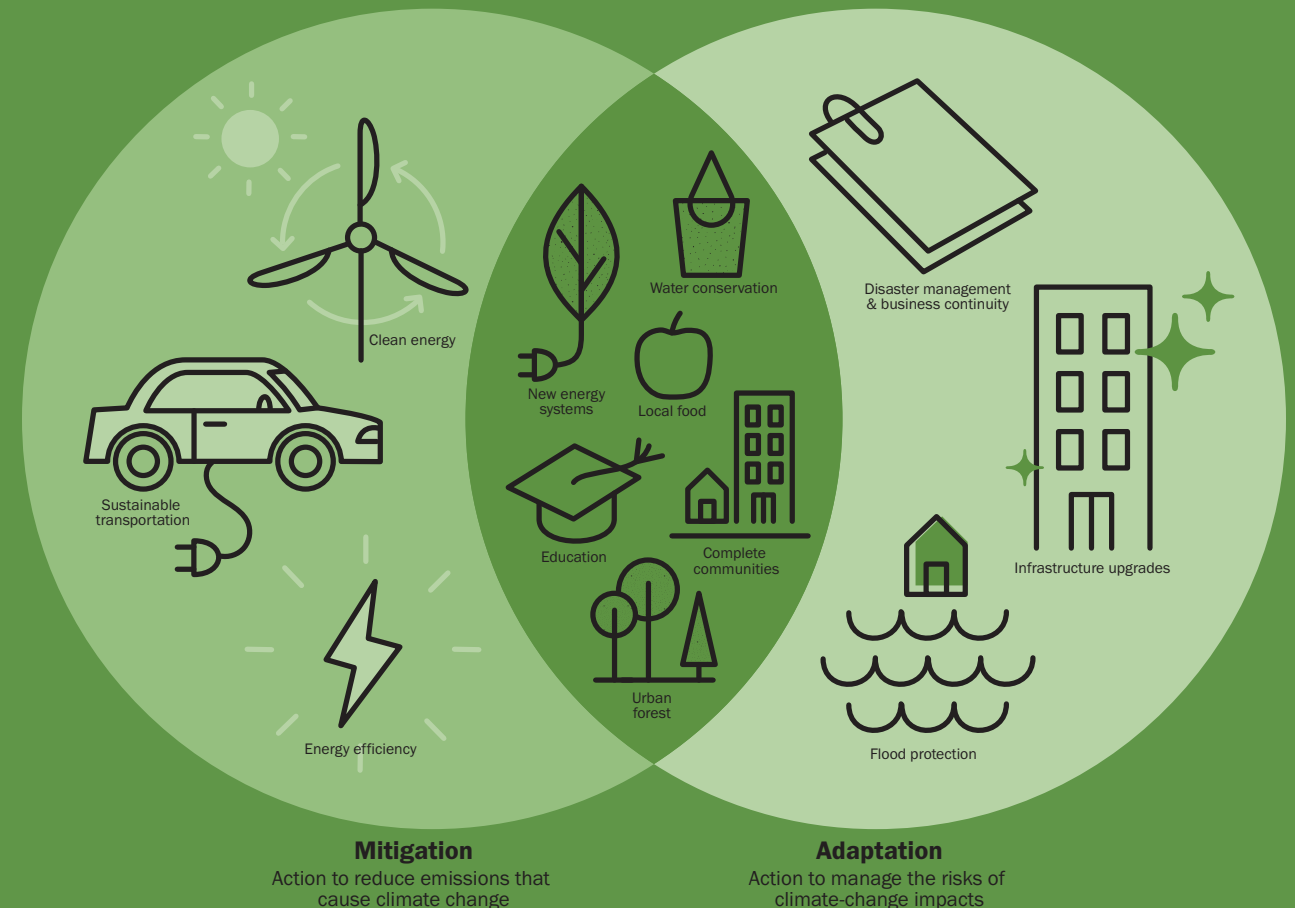 Clean energy
Sustainable
transportation
Energy efficiency
Water conservation
New energy
systems
Local food
Education
Complete
communities
Urban
forest
Disaster management
& business continuity
Infrastructure upgrades
Flood protection
Mitigation
Action to reduce emissions that
cause climate change
Adaptation
Action to manage the risks of
climate-change impacts